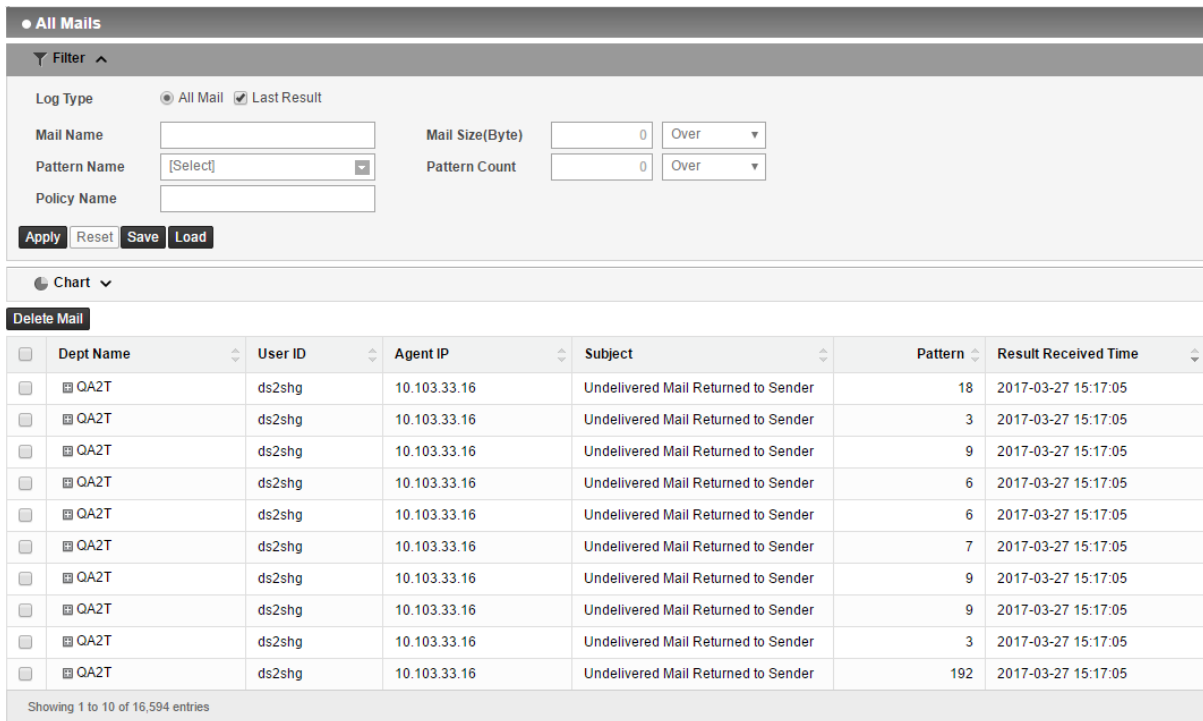 All Mails
Filter
Log Type All Mail Last Result
Mail Name Mail Size(Byte) 0 Over
Pattern Name [Select] Pattern Count 0 Over
Policy Name
Apply Reset Save Load
Chart
Delete Mail
Dept Name User ID Agent IP Subject Pattern Result Received Time
QA2T ds2shg 10.103.33.16 Undelivered Mail Returned to Sender 18 2017-03-27 15:17:05
QA2T ds2shg 10.103.33.16 Undelivered Mail Returned to Sender 3 2017-03-27 15:17:05
QA2T ds2shg 10.103.33.16 Undelivered Mail Returned to Sender 9 2017-03-27 15:17:05
QA2T ds2shg 10.103.33.16 Undelivered Mail Returned to Sender 6 2017-03-27 15:17:05
QA2T ds2shg 10.103.33.16 Undelivered Mail Returned to Sender 6 2017-03-27 15:17:05
QA2T ds2shg 10.103.33.16 Undelivered Mail Returned to Sender 7 2017-03-27 15:17:05
QA2T ds2shg 10.103.33.16 Undelivered Mail Returned to Sender 9 2017-03-27 15:17:05
QA2T ds2shg 10.103.33.16 Undelivered Mail Returned to Sender 9 2017-03-27 15:17:05
QA2T ds2shg 10.103.33.16 Undelivered Mail Returned to Sender 3 2017-03-27 15:17:05
QA2T ds2shg 10.103.33.16 Undelivered Mail Returned to Sender 192 2017-03-27 15:17:05
Showing 1 to 10 of 16,594 entries